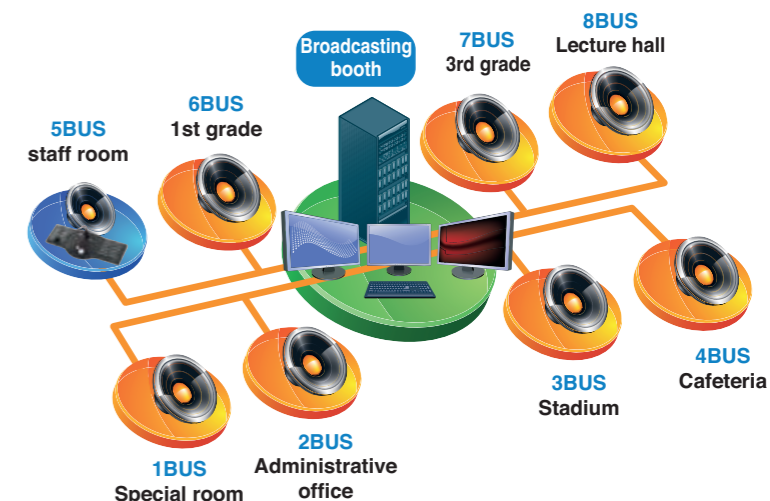 Broadcasting
booth
7BUS
3rd grade
8BUS
Lecture hall
6BUS
1st grade
5BUS
staff room
4BUS
Cafeteria
3BUS
Stadium
2BUS
Administrative
office
1BUS
Special room